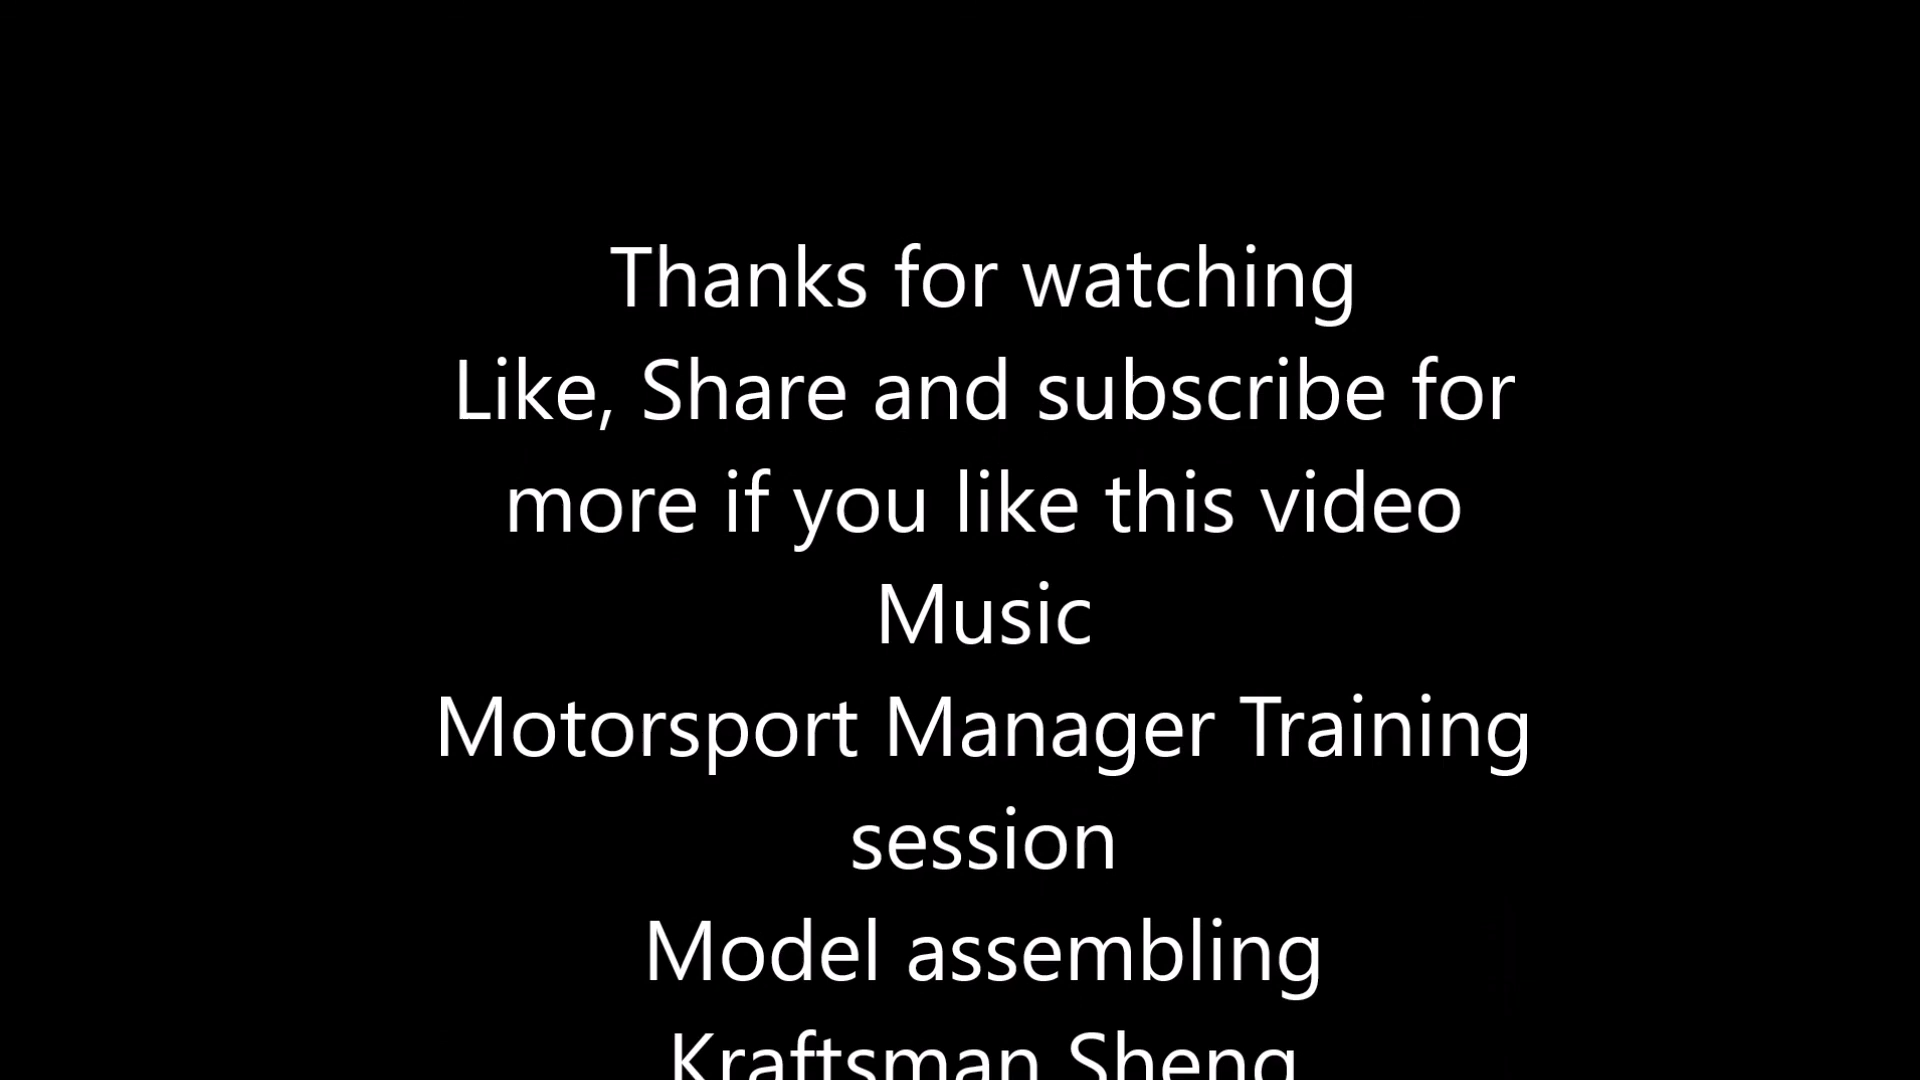 Thanks for watching
Like, Share and subscribe for
more if you like this video
Music
Motorsport Manager Training
session
Model assembling
Kraftsman Sheng